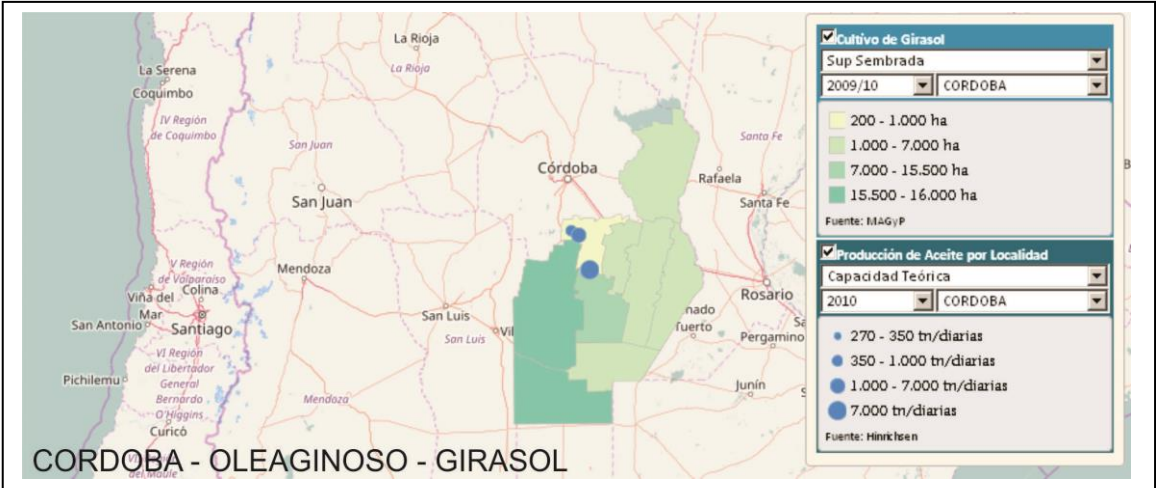 La Rioja
La Rioja
La Serena
Coquimbo
IV Región
de Coquimbo
San Juan
Santa Fe
Córdoba
Rafaela
San Juan
Santa Fe
V Región
de Valparaíso
Mendoza
Colina
Viña del
Mar
San Antonio
Santiago
San Luis
San Luis
Vil
Rosario
nado
Tuerto
Pergamino
VI Región
del Libertador
General
Bernardo
O'Higgins
Pichilemu
Mendoza
Junín
Curicó
del Maule
CORDOBA - OLEAGINOSO - GIRASOL
Cultivo de Girasol
Sup Sembrada
2009/10 CORDOBA
200 - 1.000 ha
1.000 - 7.000 ha
7.000 - 15.500 ha
15.500 - 16.000 ha
Fuente: MAGyP
Producción de Aceite por Localidad
Capacidad Teórica
2010 CORDOBA
270 - 350 tn/diarias
350 - 1.000 tn/diarias
1.000 - 7.000 tn/diarias
7.000 tn/diarias
Fuente: Hinrichsen